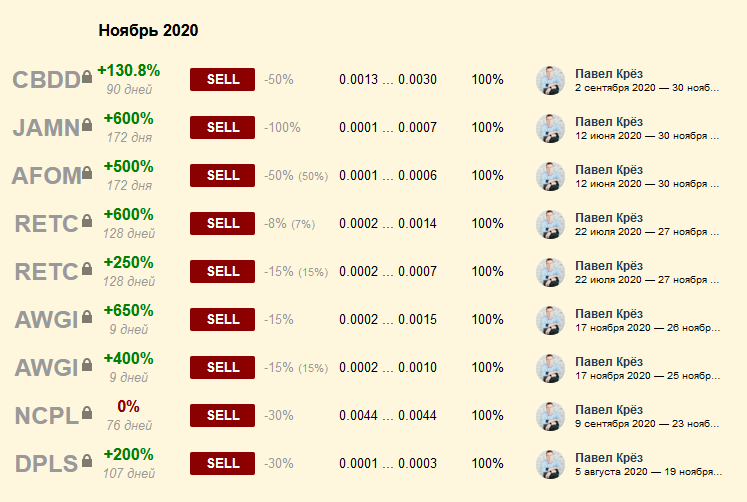 Ноябрь 2020
CBDD +130.8% SELL -50% 0.0013 ... 0.0030 100% Павел Крёз
90 дней 2 сентября 2020 — 30 нояб...
JAMN +600% SELL -100% 0.0001 ... 0.0007 100% Павел Крёз
172 дня 12 июня 2020 — 30 ноября ...
AFOM +500% SELL -50% (50%) 0.0001 ... 0.0006 100% Павел Крёз
172 дня 12 июня 2020 — 30 ноября ...
RETC +600% SELL -8% (7%) 0.0002 ... 0.0014 100% Павел Крёз
128 дней 22 июля 2020 — 27 ноября ...
RETC +250% SELL -15% (15%) 0.0002 ... 0.0007 100% Павел Крёз
128 дней 22 июля 2020 — 27 ноября ...
AWGI +650% SELL -15% 0.0002 ... 0.0015 100% Павел Крёз
9 дней 17 ноября 2020 — 26 ноябр...
AWGI +400% SELL -15% (15%) 0.0002 ... 0.0010 100% Павел Крёз
9 дней 17 ноября 2020 — 25 ноябр...
NCPL 0% SELL -30% 0.0044 ... 0.0044 100% Павел Крёз
76 дней 9 сентября 2020 — 23 нояб...
DPLS +200% SELL -30% 0.0001 ... 0.0003 100% Павел Крёз
107 дней 5 августа 2020 — 19 ноября...